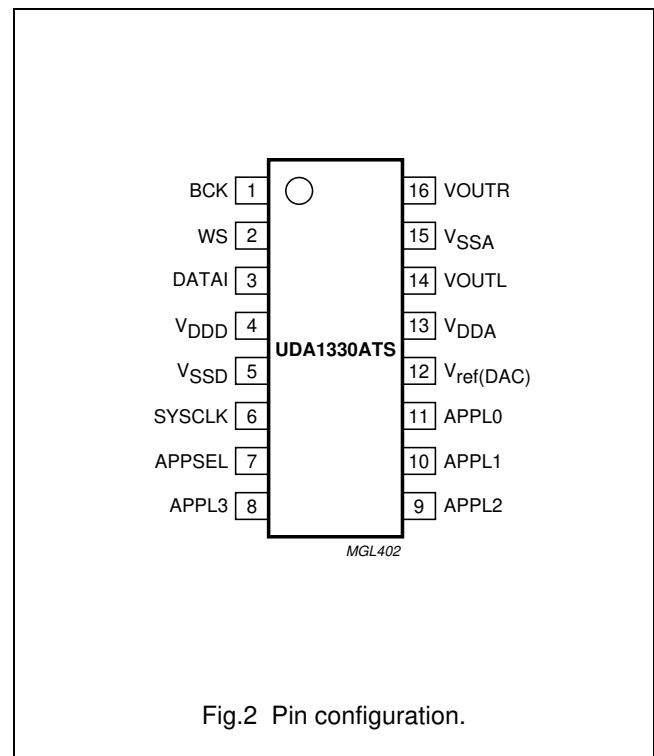 BCK 1 16 VOUTR
WS 2 15 VSSA
DATAI 3 14 VOUTL
VDDD 4 13 VDDA
UDA1330ATS
VSSD 5 12 Vref(DAC)
SYSCLK 6 11 APPL0
APPSEL 7 10 APPL1
APPL3 8 9 APPL2
MGL402
Fig.2 Pin configuration.